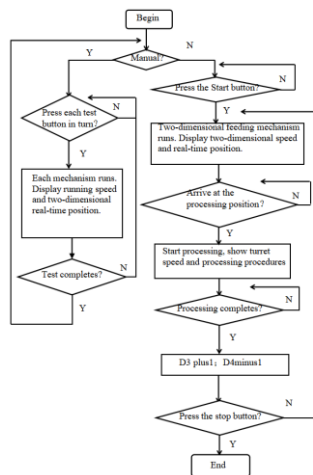 Begin
Manual?
Y
N
Press each test
button in turn?
N
Y
Each mechanism runs.
Display running speed
and two-dimensional
real-time position.
Test completes?
N
Y
Press the Start button?
N
Y
Two-dimensional feeding mechanism
runs. Display two-dimensional speed
and real-time position.
Arrive at the
processing position?
N
Y
Start processing, show turret
speed and processing procedures
Processing completes?
N
Y
D3 plus1; D4minus1
Press the stop button?
N
Y
End